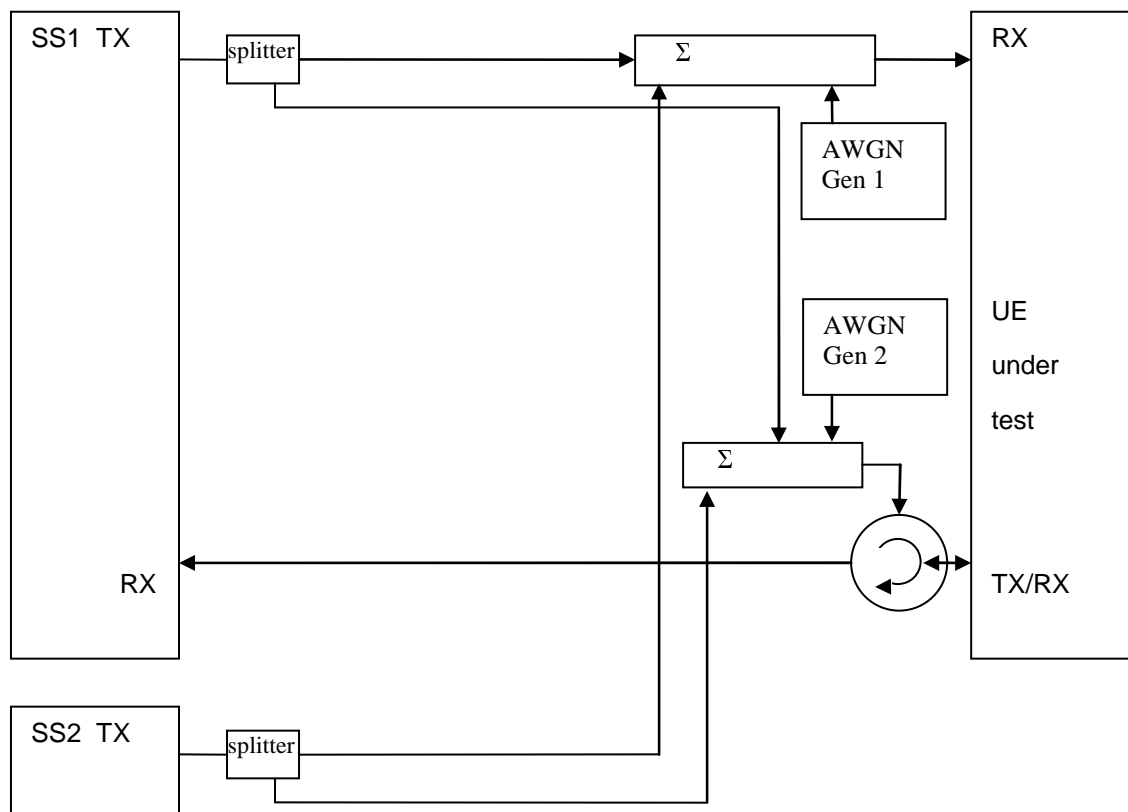 SS1 TX
splitter
Σ
RX
AWGN
Gen 1
AWGN
Gen 2
UE
under
test
Σ
RX
TX/RX
SS2 TX
splitter